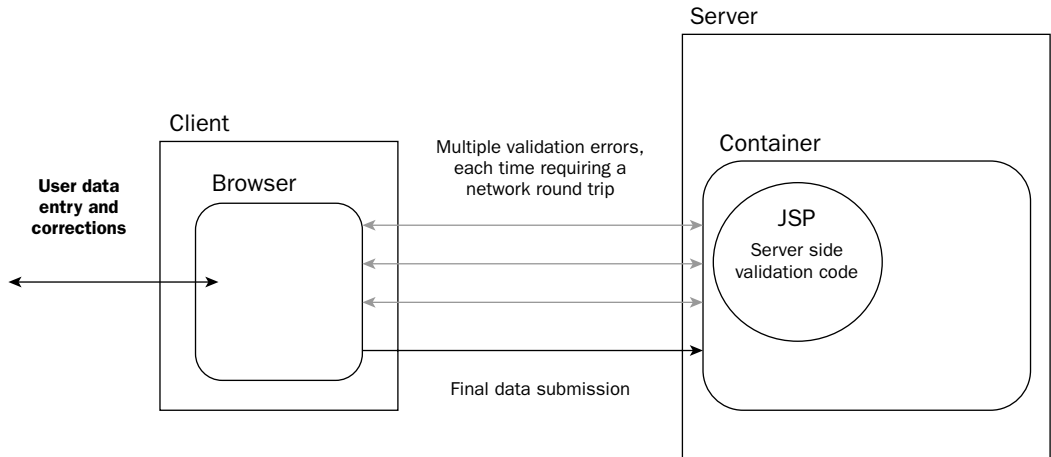 Server
Client
Container
Multiple validation errors,
each time requiring a
network round trip
Browser
User data
entry and
corrections
JSP
Server side
validation code
Final data submission